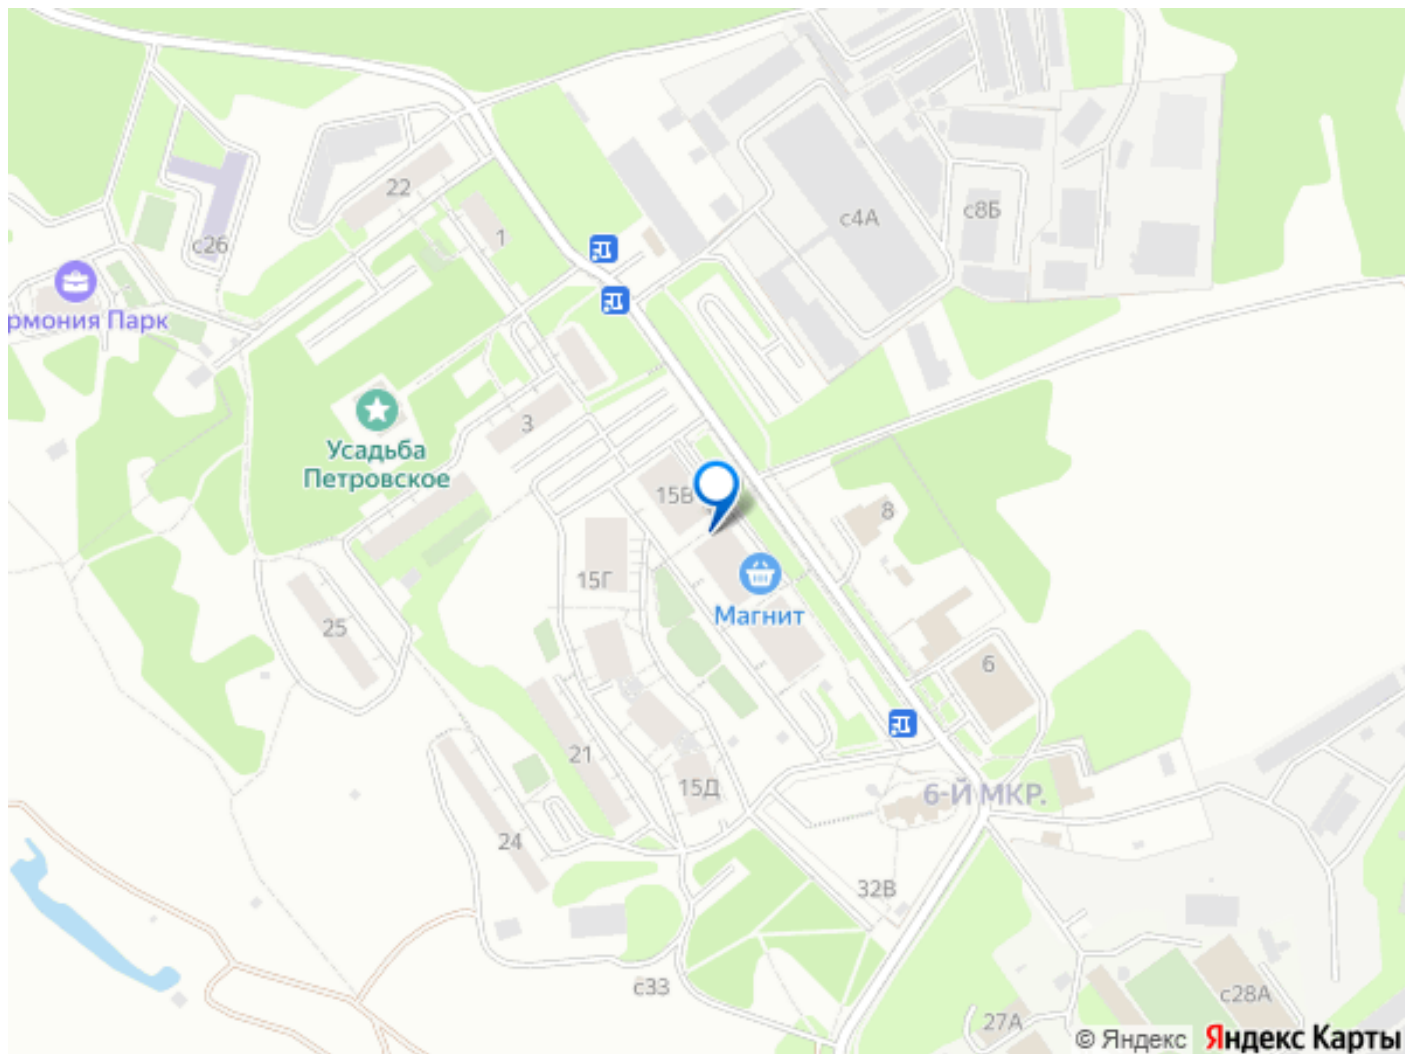 22
с26
1
с4А
с8Б
рмония Парк
Усадьба
Петровское
3
15В
8
15Г
Магнит
25
6
21
15Д
6-Й МКР.
24
32В
с33
с28А
27А
© Яндекс
Яндекс Карты